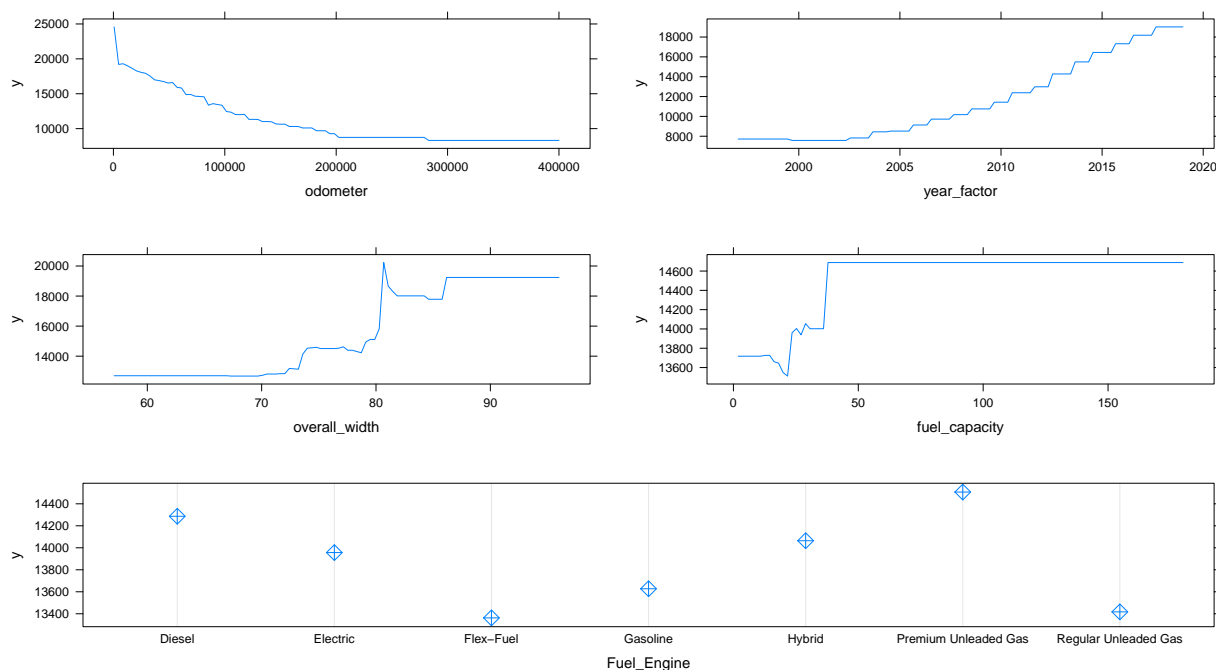 25000
20000
15000
10000
y
0 100000 200000 300000 400000
odometer
18000
16000
14000
12000
10000
8000
y
2000 2005 2010 2015 2020
year_factor
20000
18000
16000
14000
y
60 70 80 90
overall_width
14600
14400
14200
14000
13800
13600
y
0 50 100 150
fuel_capacity
14400
14200
14000
13800
13600
13400
y
Diesel Electric Flex−Fuel Gasoline Hybrid Premium Unleaded Gas Regular Unleaded Gas
Fuel_Engine